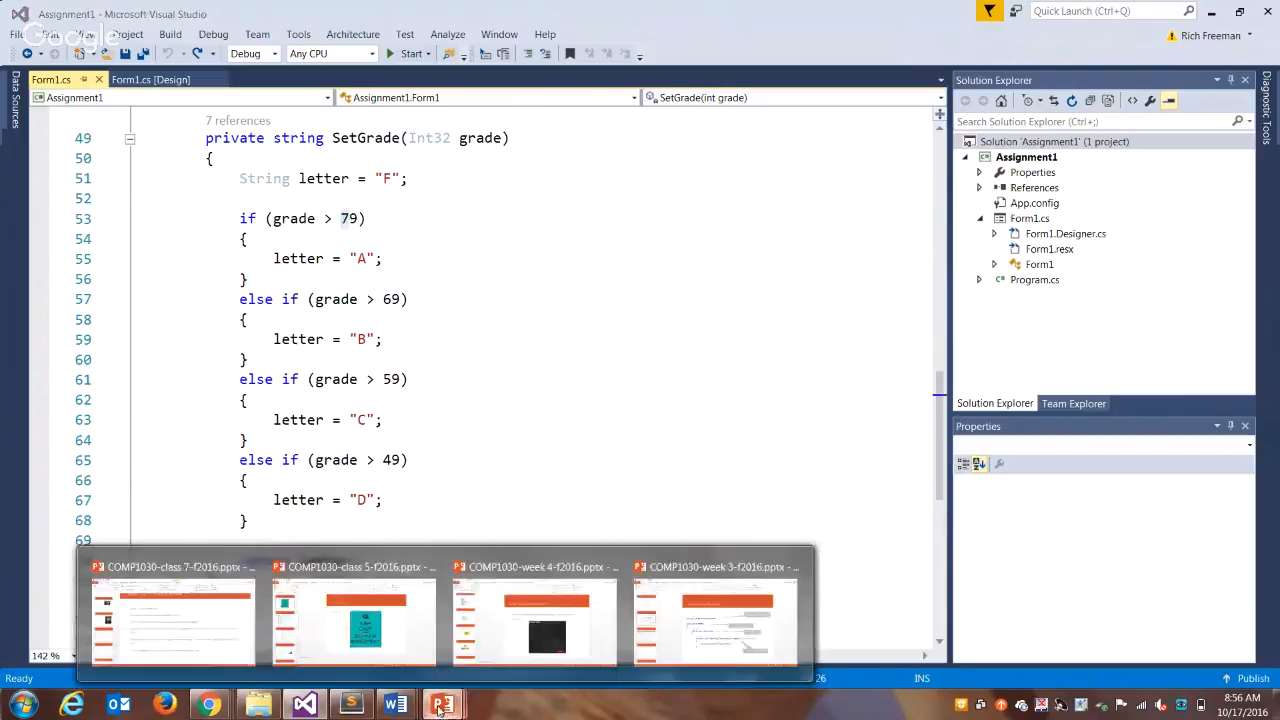 Assignment1 - Microsoft Visual Studio
Quick Launch (Ctrl+Q)
Google
Project Build Debug Team Tools Architecture Test Analyze Window Help
Rich Freeman
Debug Any CPU Start
Data Sources
Form1.cs Form1.cs [Design]
Assignment1 Assignment1.Form1 SetGrade(int grade)
7 references
49 private string SetGrade(Int32 grade)
50 {
51 String letter = "F";
52
53 if (grade > 79)
54 {
55 letter = "A";
56 }
57 else if (grade > 69)
58 {
59 letter = "B";
60 }
61 else if (grade > 59)
62 {
63 letter = "C";
64 }
65 else if (grade > 49)
66 {
67 letter = "D";
68 }
69
142 %
Solution Explorer
Search Solution Explorer (Ctrl+;)
Solution 'Assignment1' (1 project)
Assignment1
Properties
References
App.config
Form1.cs
Form1.Designer.cs
Form1.resx
Form1
Program.cs
Solution Explorer Team Explorer
Properties
Diagnostic Tools
COMP1030-class 7-f2016.pptx - ...
COMP1030-class 5-f2016.pptx - ...
COMP1030-week 4-f2016.pptx - ...
COMP1030-week 3-f2016.pptx - ...
Ready 26 INS Publish
8:56 AM
10/17/2016